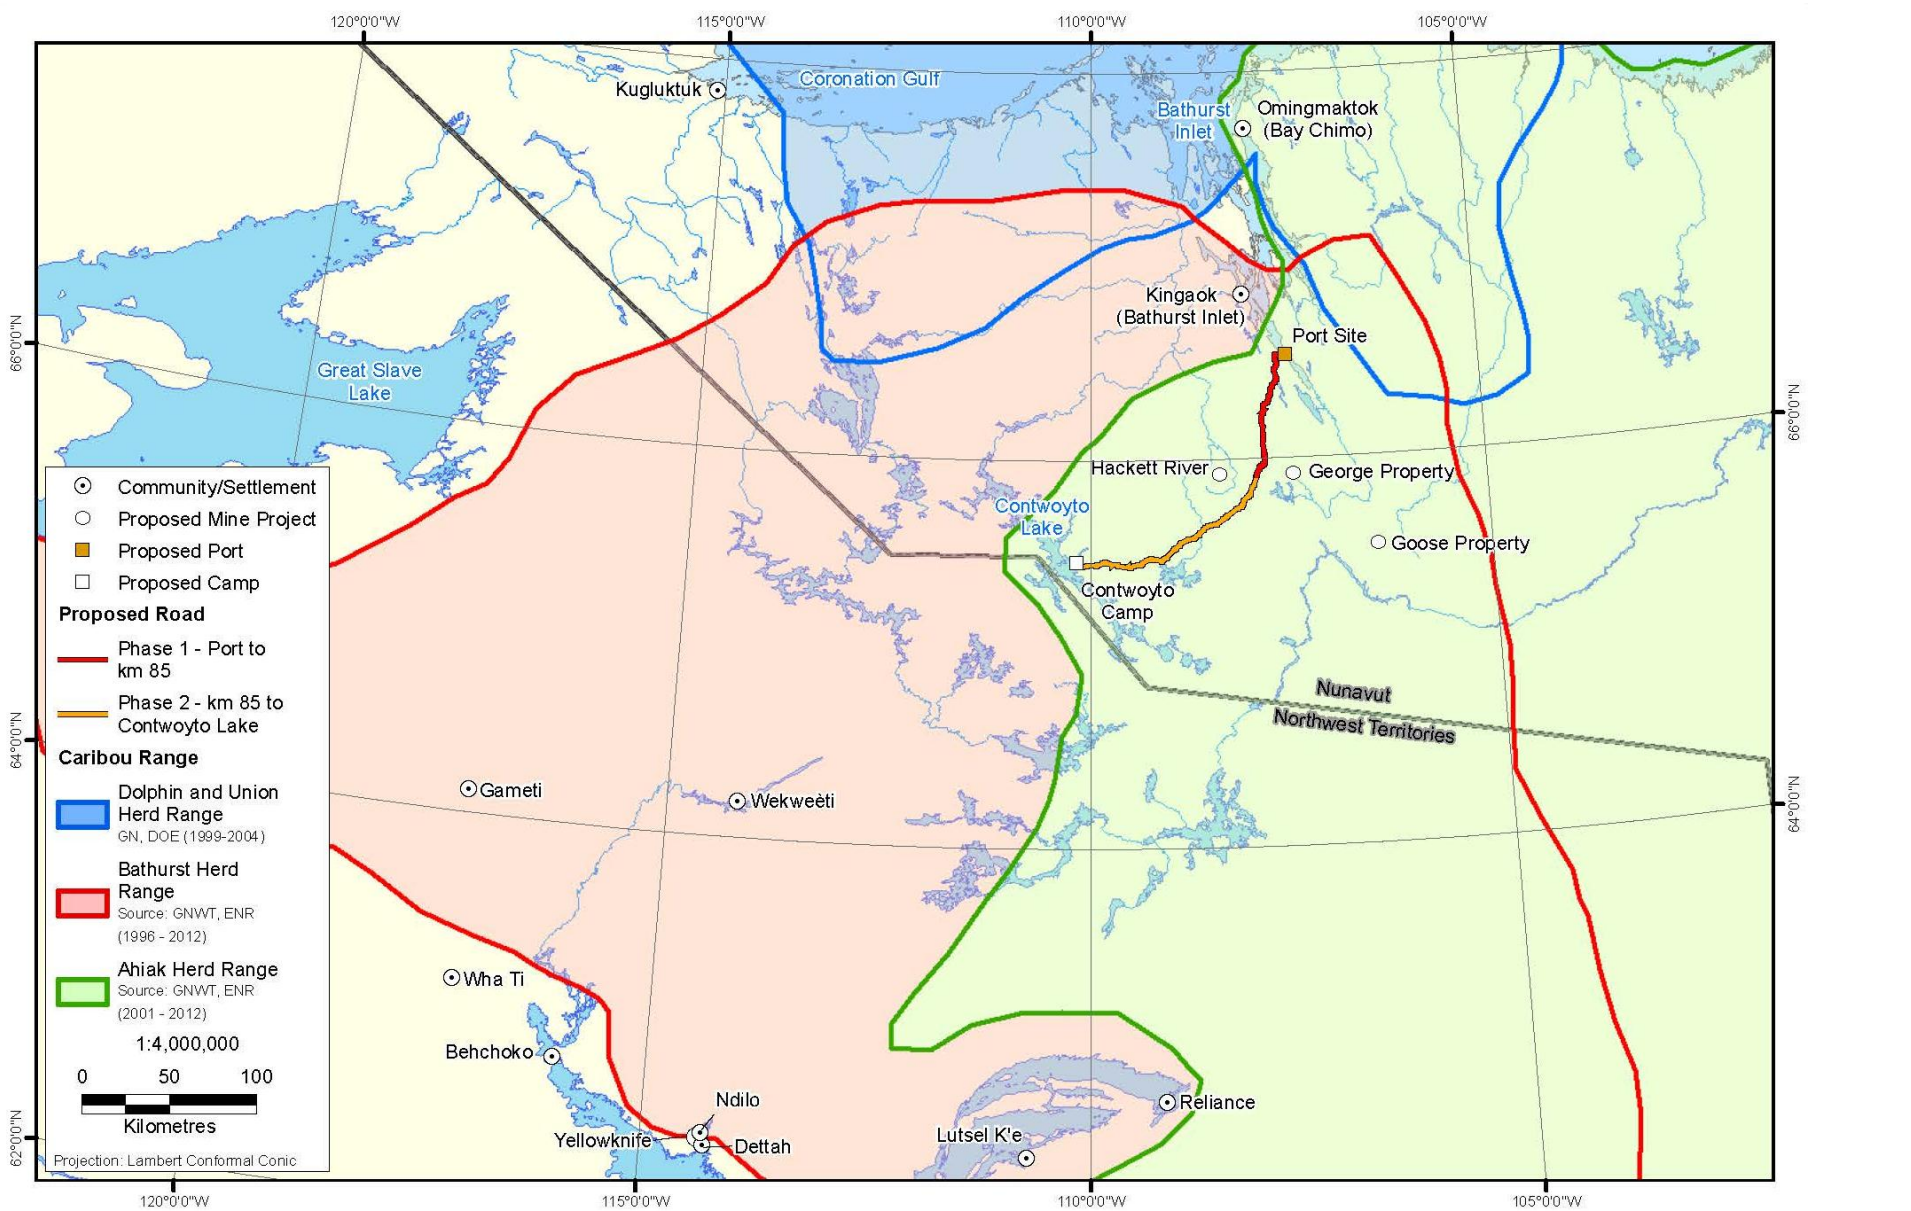 120°0'0"W
115°0'0"W
110°0'0"W
105°0'0"W
Kugluktuk
Coronation Gulf
Bathurst
Inlet
Omingmaktok
(Bay Chimo)
Kingaok
(Bathurst Inlet)
Port Site
66°0'0"N
66°0'0"N
Great Slave
Lake
Hackett River
George Property
Contwoyto
Lake
Goose Property
Contwoyto
Camp
Nunavut
Northwest Territories
64°0'0"N
64°0'0"N
Gameti
Wekweèti
Wha Ti
Behchoko
Ndilo
Yellowknife
Dettah
Reliance
Lutsel K'e
62°0'0"N
Community/Settlement
Proposed Mine Project
Proposed Port
Proposed Camp
Proposed Road
Phase 1 - Port to
km 85
Phase 2 - km 85 to
Contwoyto Lake
Caribou Range
Dolphin and Union
Herd Range
GN, DOE (1999-2004)
Bathurst Herd
Range
Source: GNWT, ENR
(1996 - 2012)
Ahiak Herd Range
Source: GNWT, ENR
(2001 - 2012)
1:4,000,000
0 50 100
Kilometres
Projection: Lambert Conformal Conic
120°0'0"W
115°0'0"W
110°0'0"W
105°0'0"W